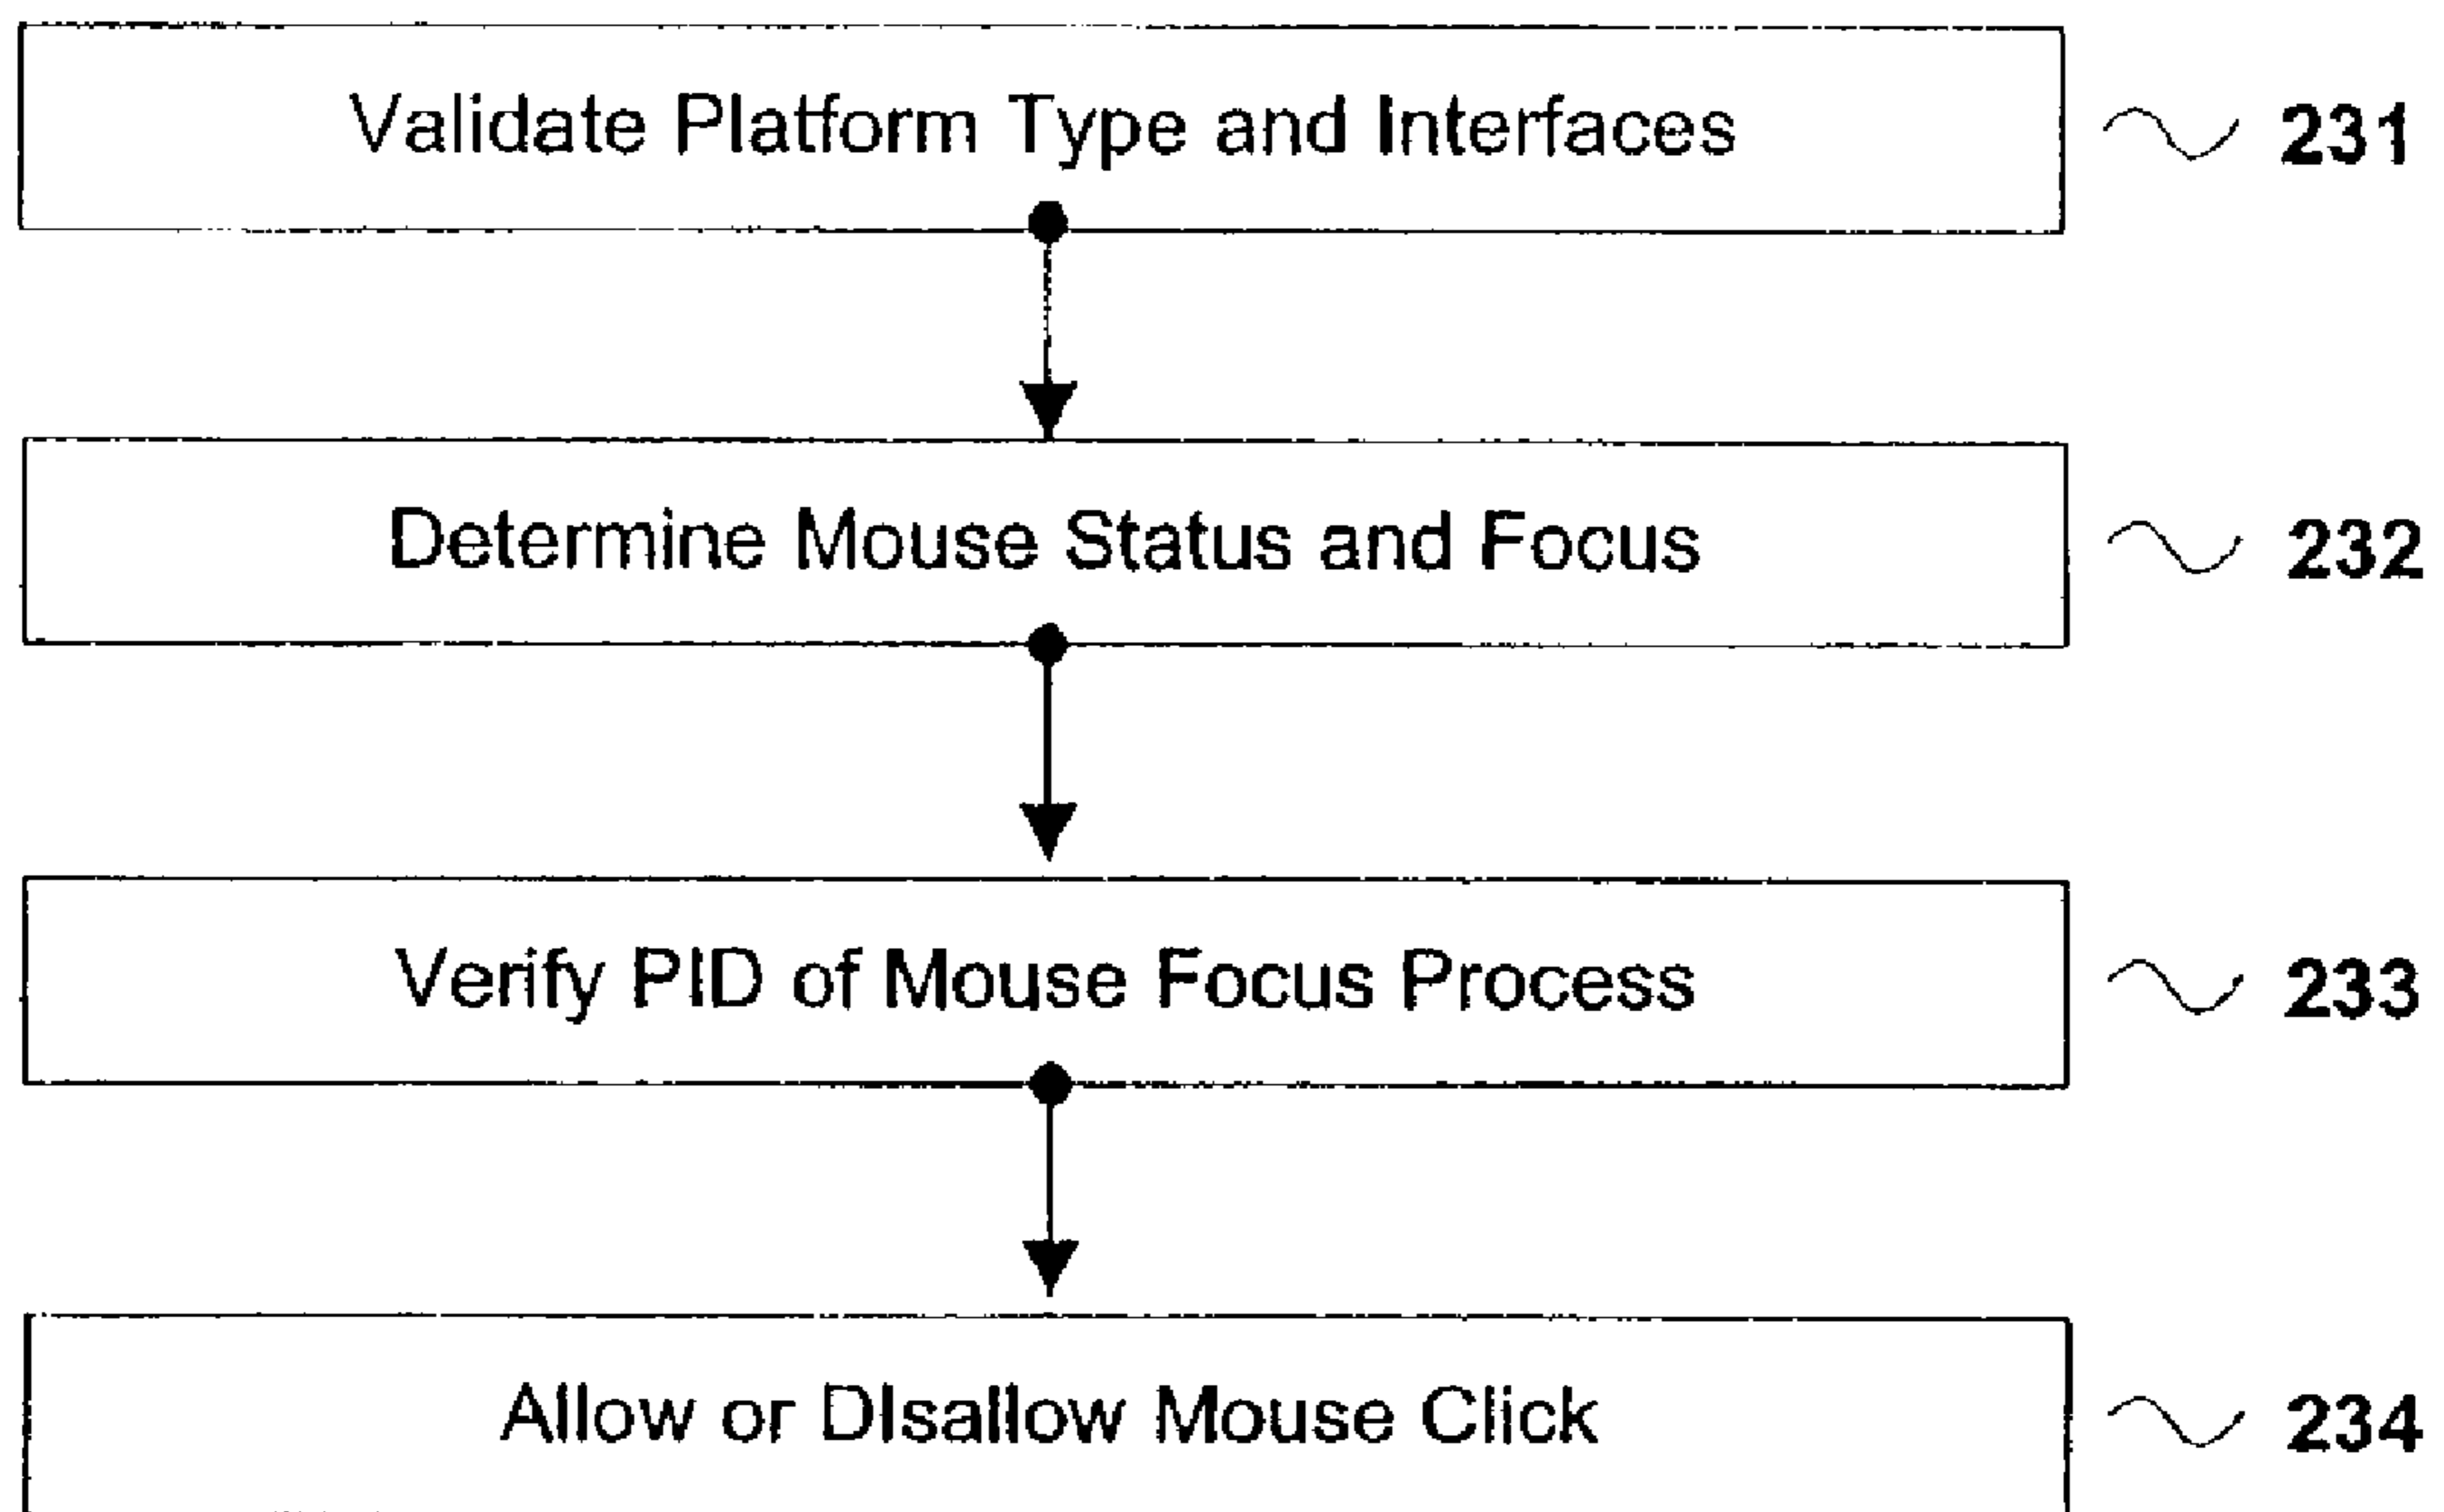 Validate Platform Type and Interfaces 231
Determine Mouse Status and Focus 232
Verify PID of Mouse Focus Process 233
Allow or DIsallow Mouse Click 234